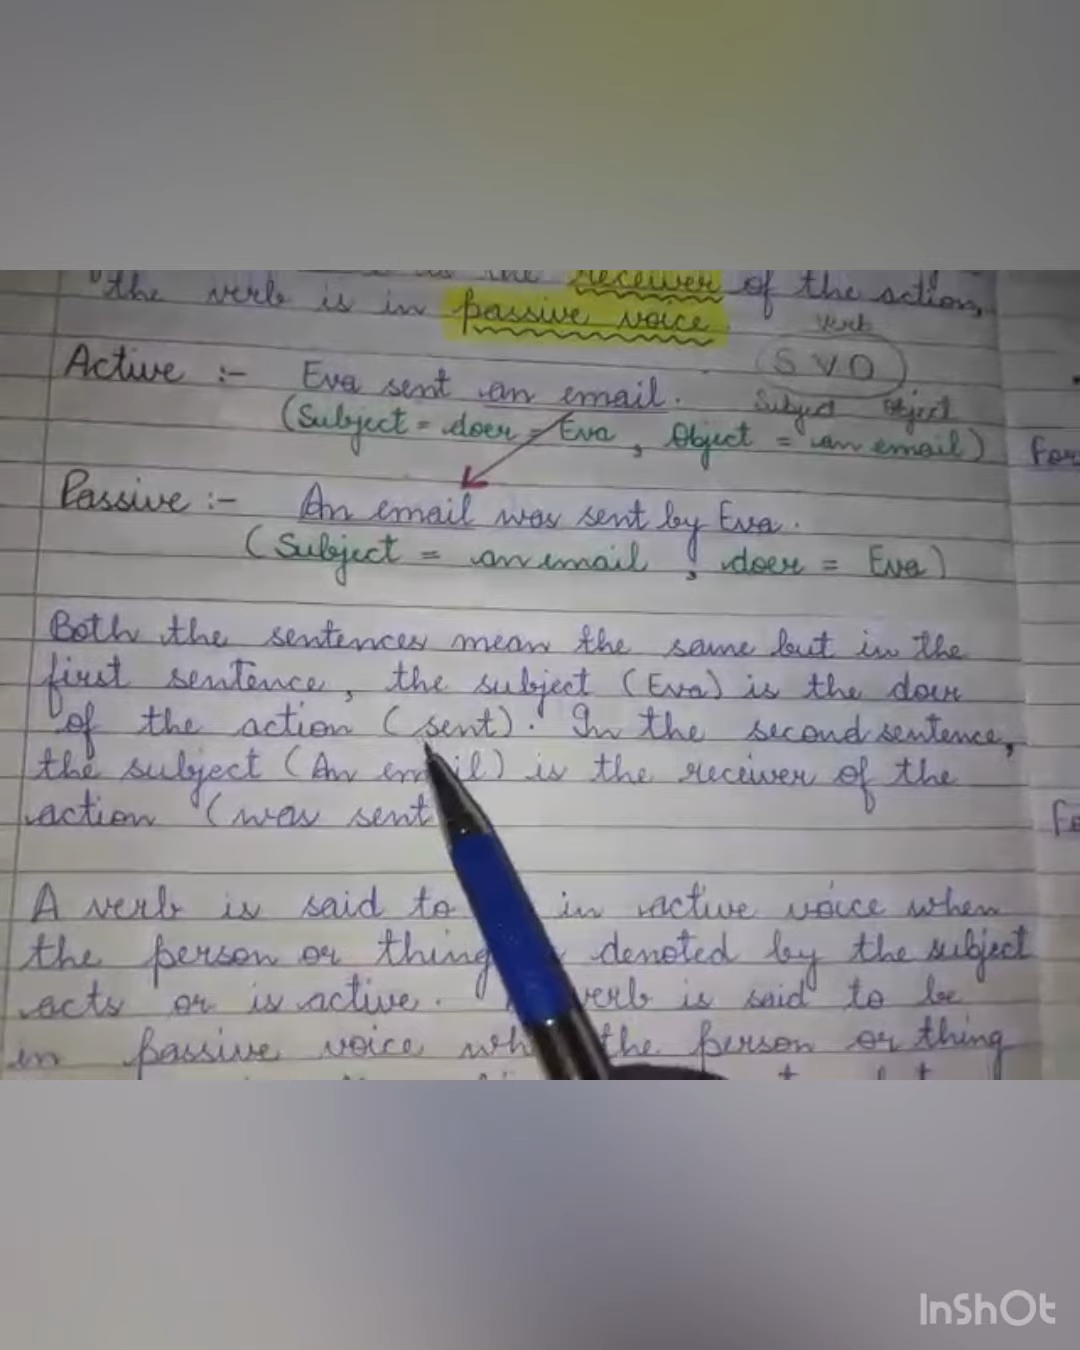 the receiver of the action,
the verb is in passive voice.
verb
S V O
Subject Object
Active :- Eva sent an email.
(Subject = doer = Eva, Object = an email)
For
Passive :- An email was sent by Eva.
(Subject = an email, doer = Eva)
Both the sentences mean the same but in the
first sentence, the subject (Eva) is the doer
of the action (sent). In the second sentence,
the subject (An email) is the receiver of the
action (was sent
A verb is said to in active voice when
the person or thing denoted by the subject
acts or is active. verb is said to be
in passive voice wh the person or thing
InShOt